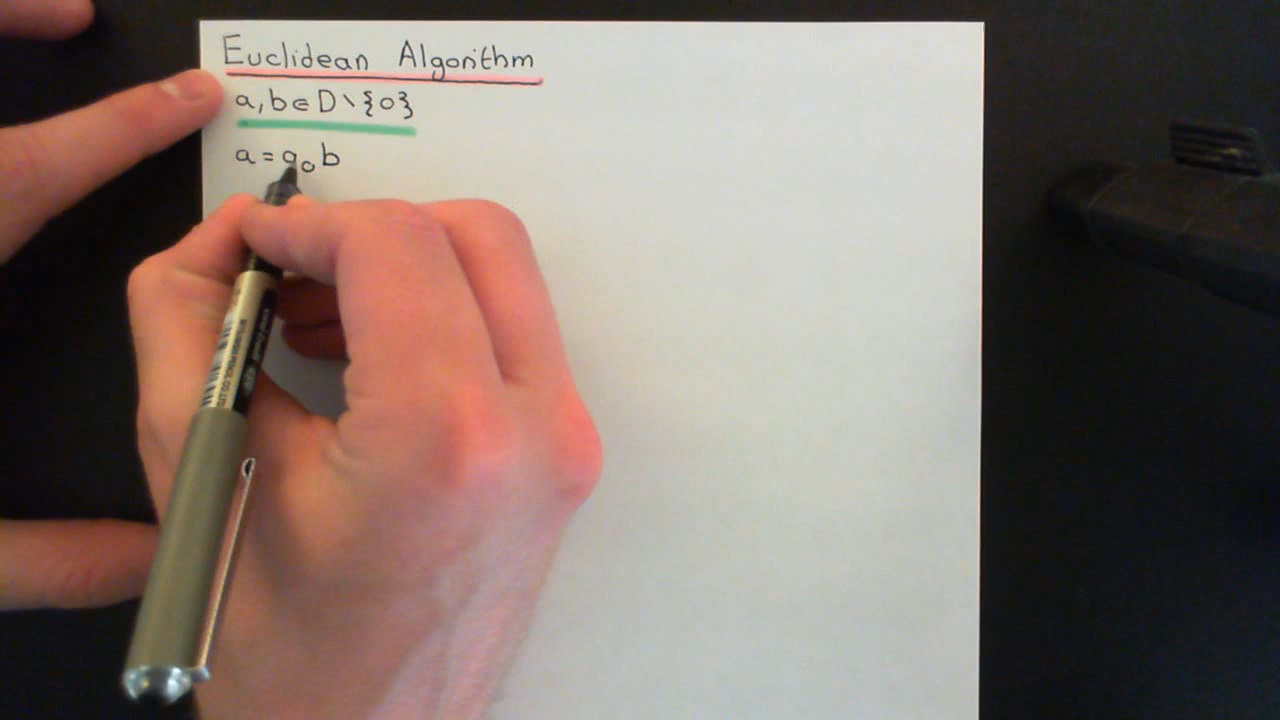 Euclidean Algorithm
a, b ∈ D \ {0}
a = q₀b